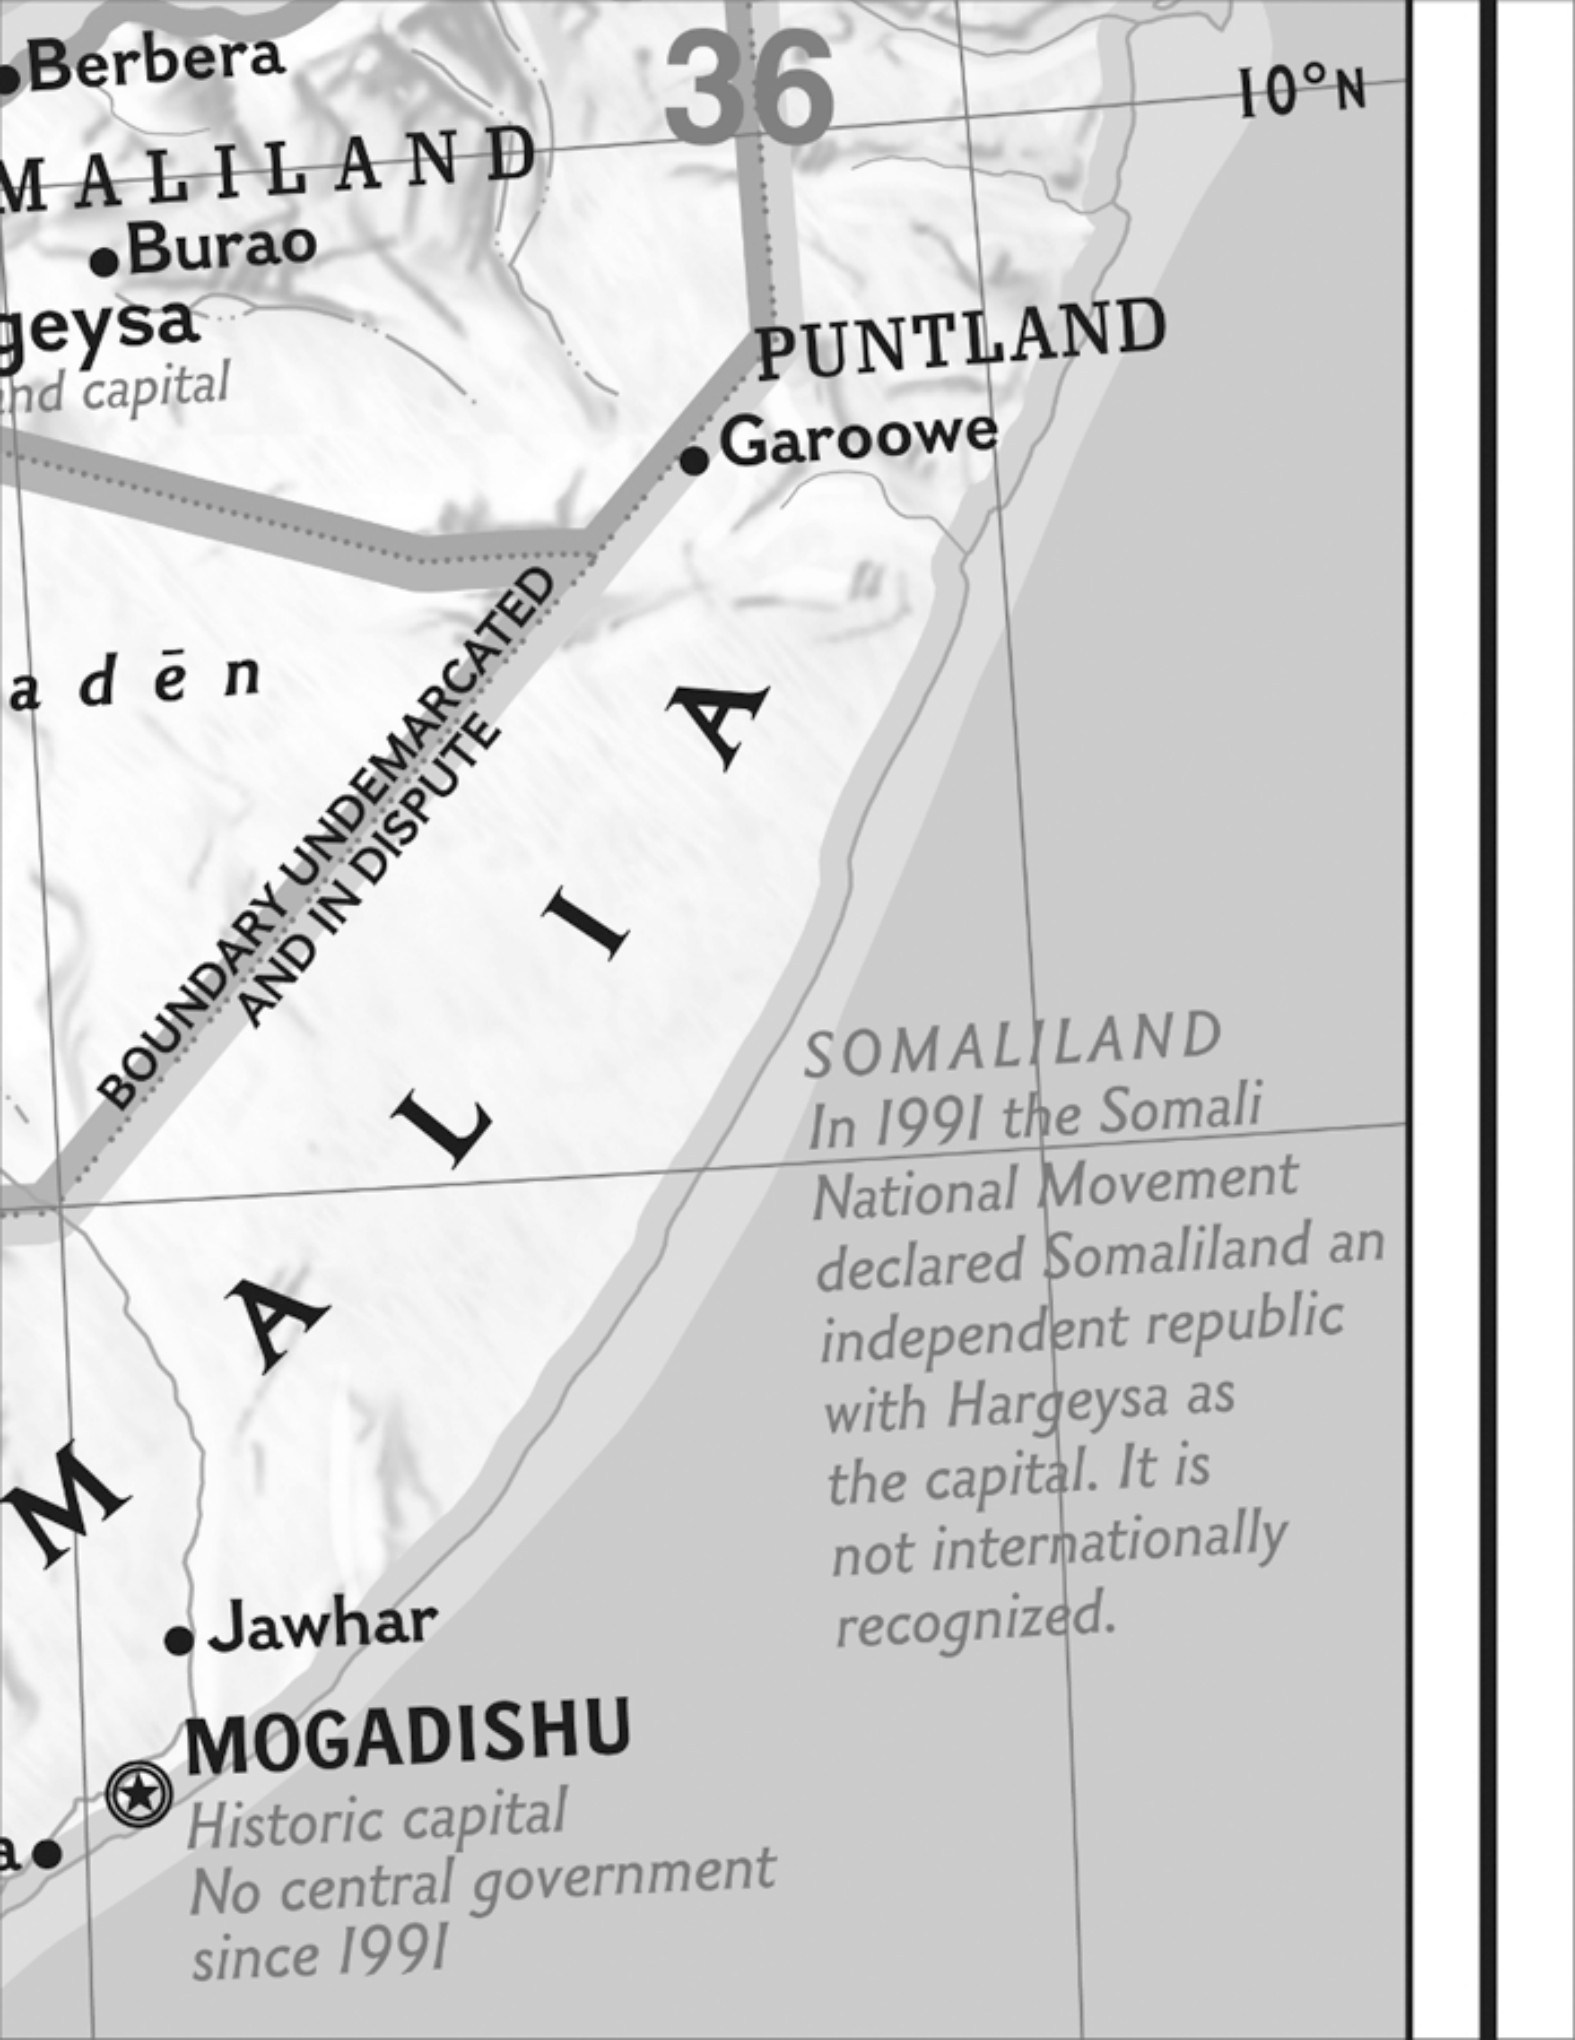 Berbera
36
10°N
MALILAND
Burao
geysa
nd capital
PUNTLAND
Garoowe
adēn
BOUNDARY UNDEMARCATED
AND IN DISPUTE
MALIA
SOMALILAND
In 1991 the Somali
National Movement
declared Somaliland an
independent republic
with Hargeysa as
the capital. It is
not internationally
recognized.
Jawhar
MOGADISHU
Historic capital
No central government
since 1991
a